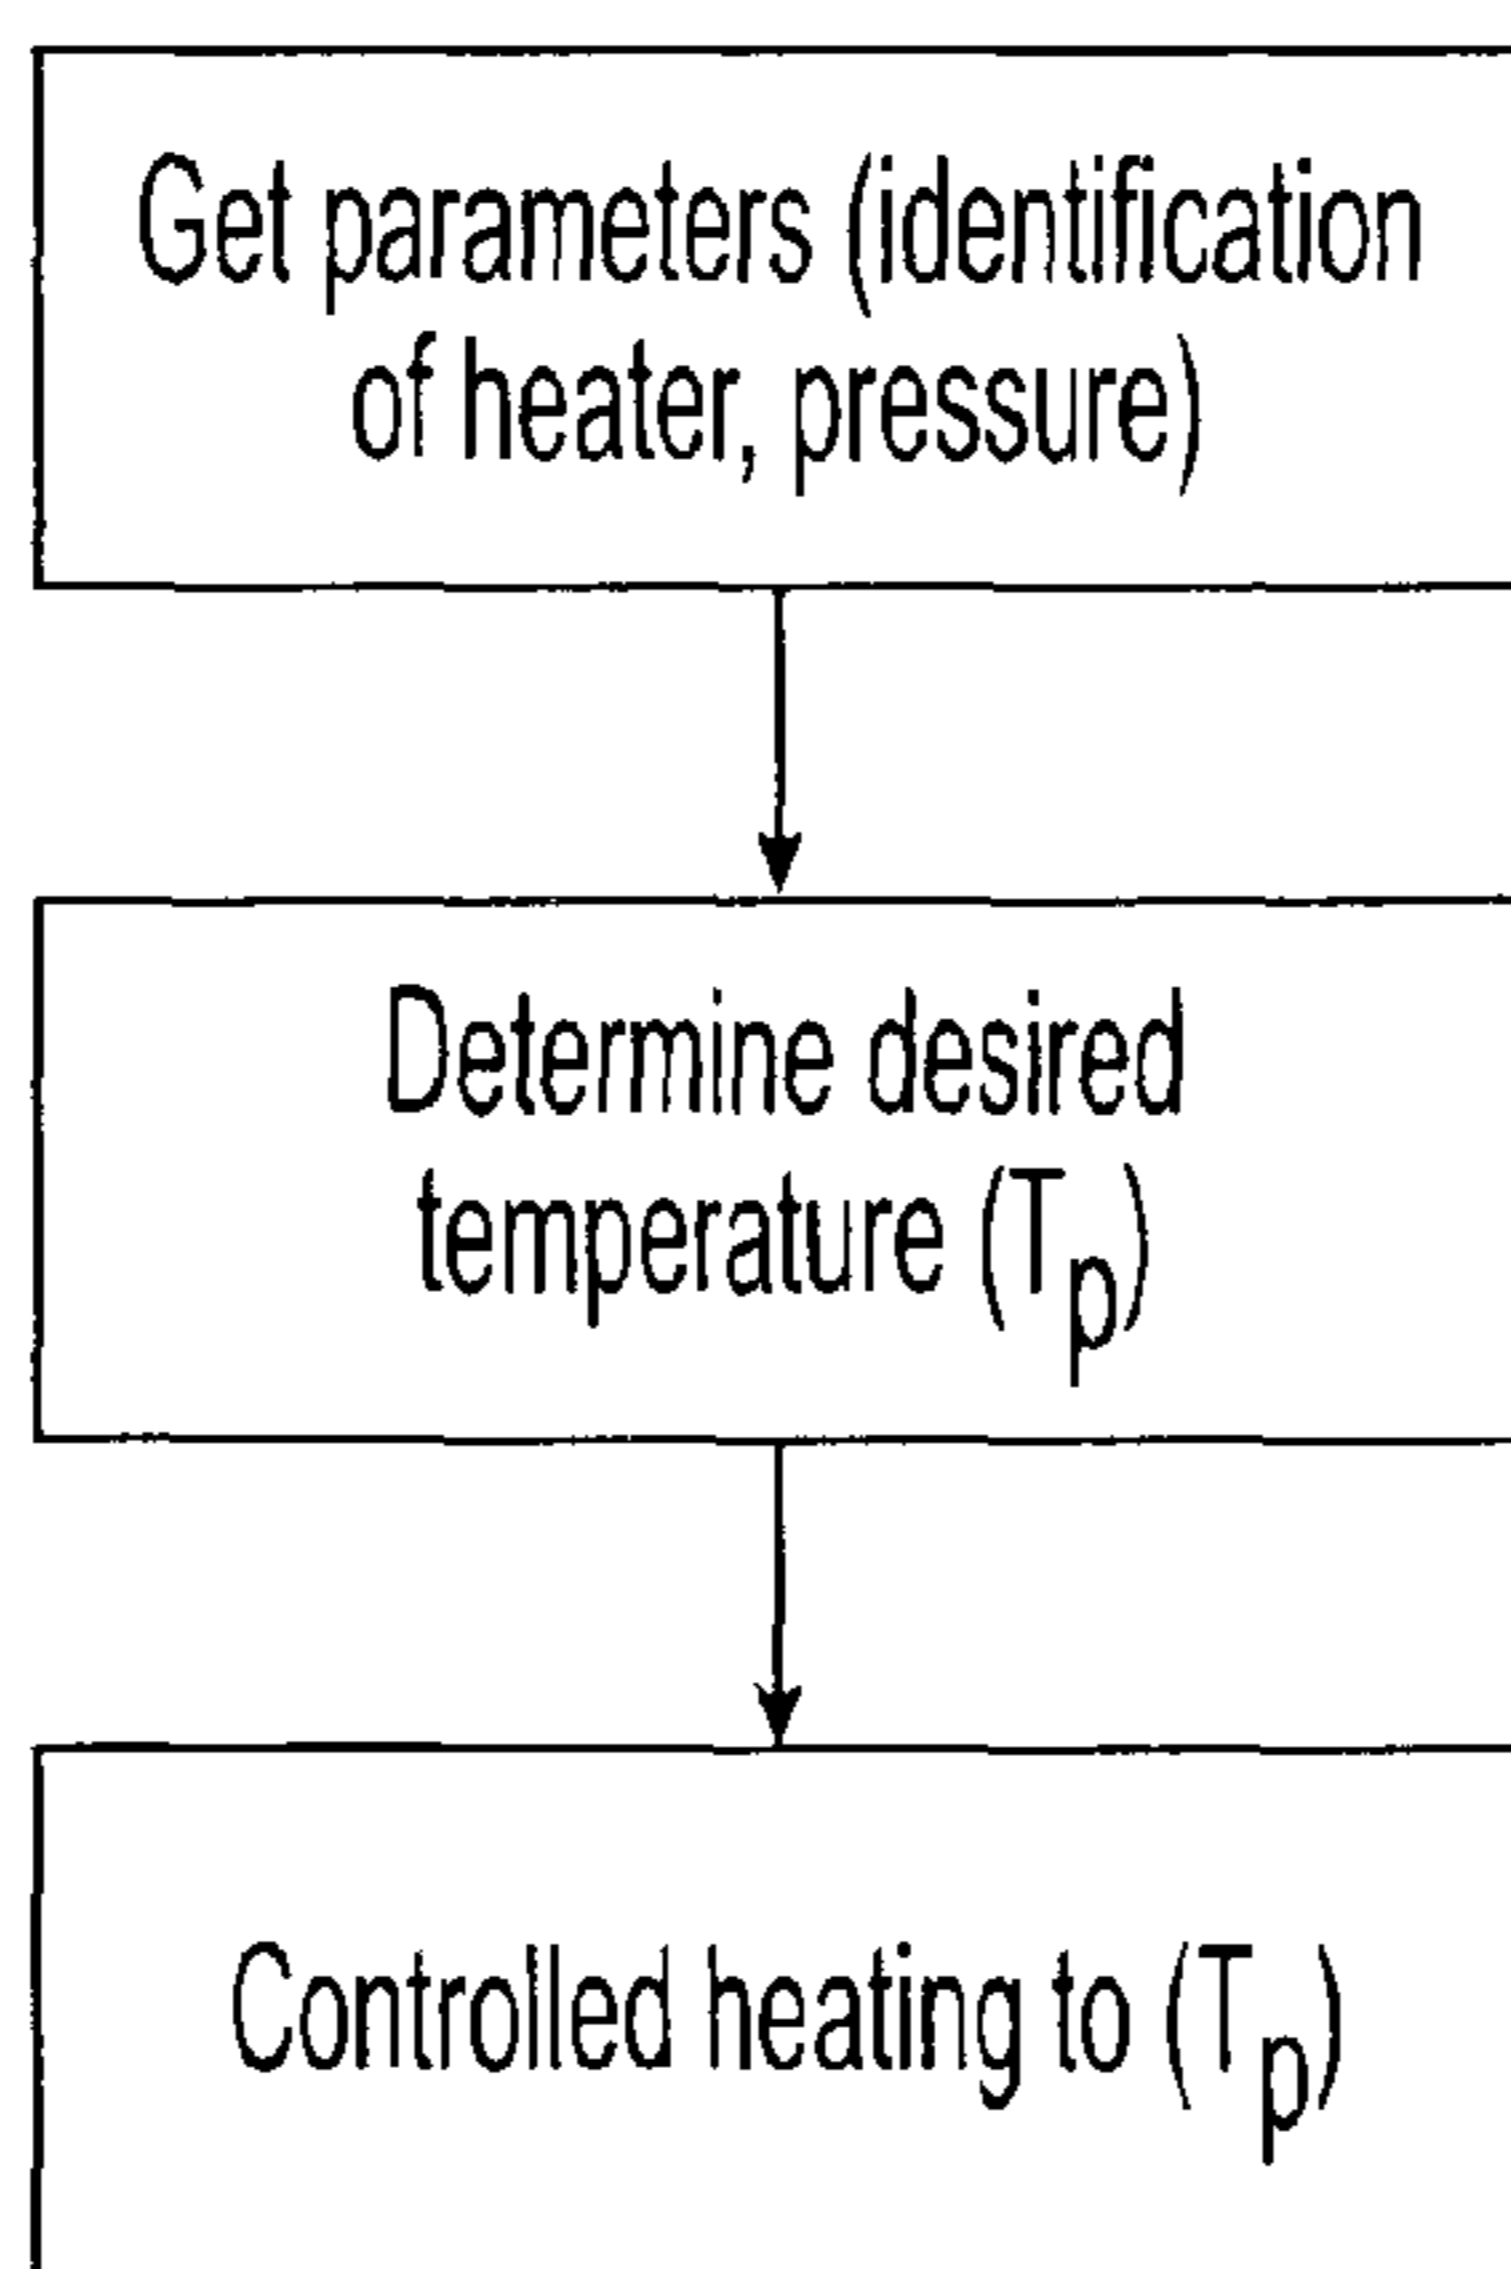 Get parameters (identification
of heater, pressure)
Determine desired
temperature (Tp)
Controlled heating to (Tp)